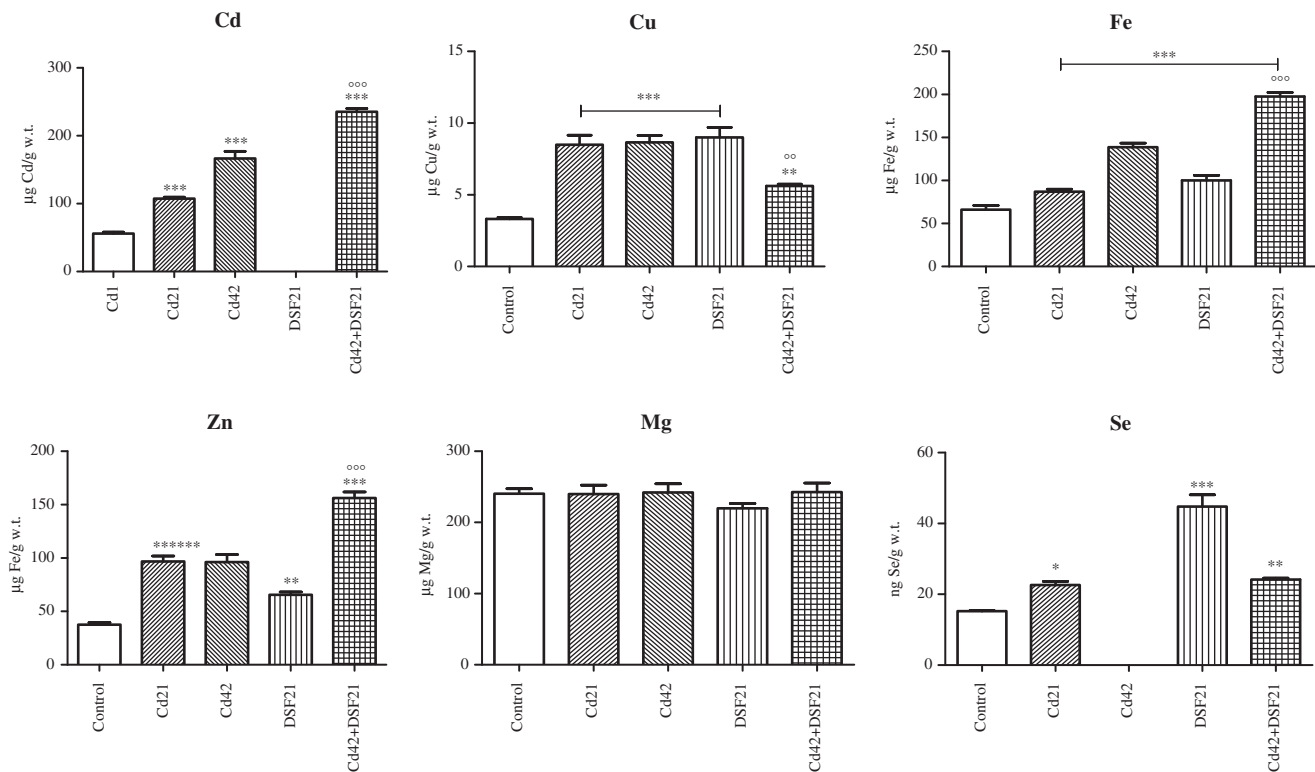 Cd
µg Cd/g w.t.
300
200
100
0
***
***
°°°
***
Cd1
Cd21
Cd42
DSF21
Cd42+DSF21
Cu
µg Cu/g w.t.
15
10
5
0
***
°°
**
Control
Cd21
Cd42
DSF21
Cd42+DSF21
Fe
µg Fe/g w.t.
250
200
150
100
50
0
***
°°°
Control
Cd21
Cd42
DSF21
Cd42+DSF21
Zn
µg Fe/g w.t.
200
150
100
50
0
******
**
°°°
***
Control
Cd21
Cd42
DSF21
Cd42+DSF21
Mg
µg Mg/g w.t.
300
200
100
0
Control
Cd21
Cd42
DSF21
Cd42+DSF21
Se
ng Se/g w.t.
60
40
20
0
*
***
**
Control
Cd21
Cd42
DSF21
Cd42+DSF21